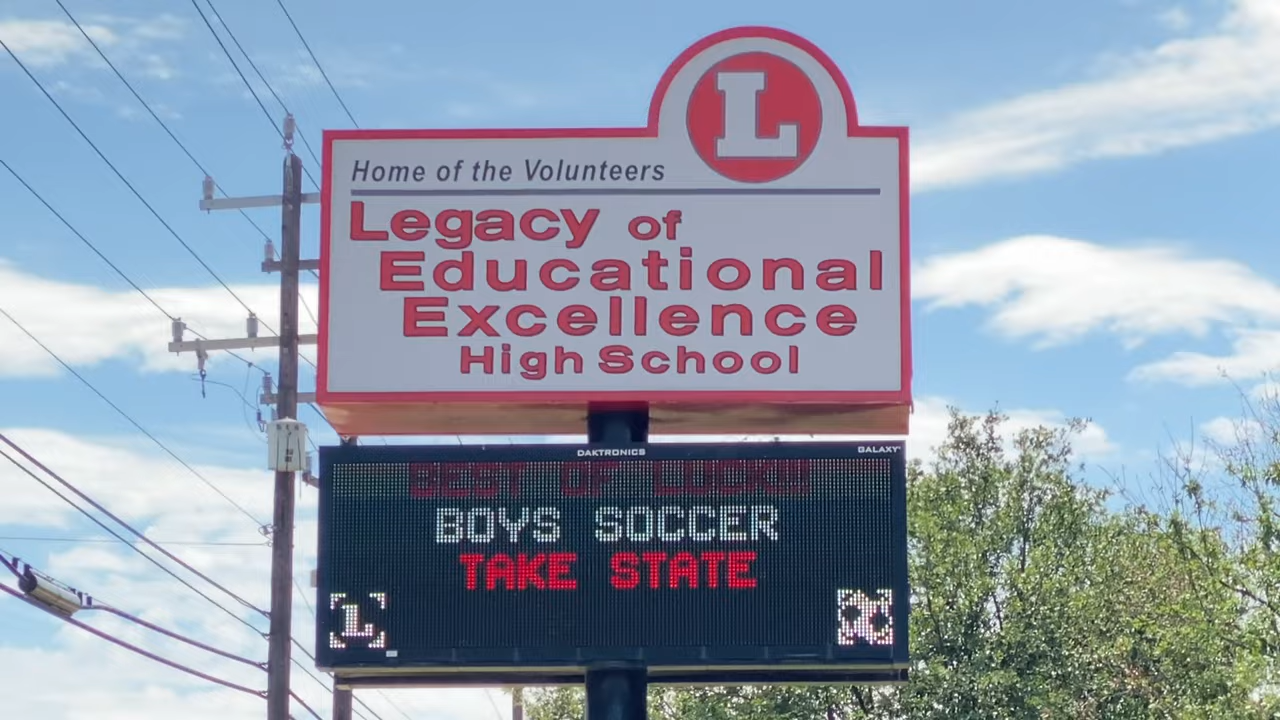 L
Home of the Volunteers
Legacy of
Educational
Excellence
High School
DAKTRONICS GALAXY
BEST OF LUCK!!!
BOYS SOCCER
TAKE STATE
L